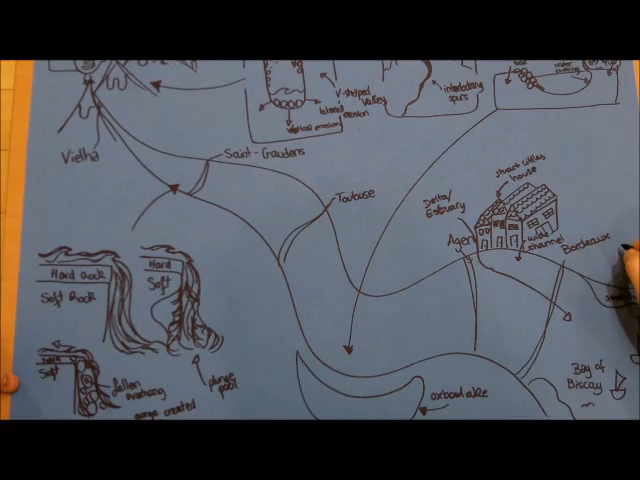 V-shaped
valley
lateral
erosion
vertical erosion
interlocking
spurs
under
cutting
Vielha
Saint-Gaudens
Toulouse
Stuart Littles
house
Delta/
Estuary
Agen
wide
channel
Bordeaux
Hard Rock
Soft Rock
Hard
Soft
Soft
fallen
overhang
gorge created
plunge
pool
oxbow lake
Bay of
Biscay